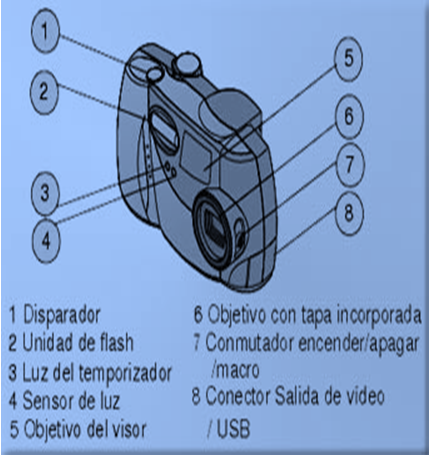 1
2
3
4
5
6
7
8
1 Disparador
2 Unidad de flash
3 Luz del temporizador
4 Sensor de luz
5 Objetivo del visor
6 Objetivo con tapa incorporada
7 Conmutador encender/apagar
/macro
8 Conector Salida de video
/ USB